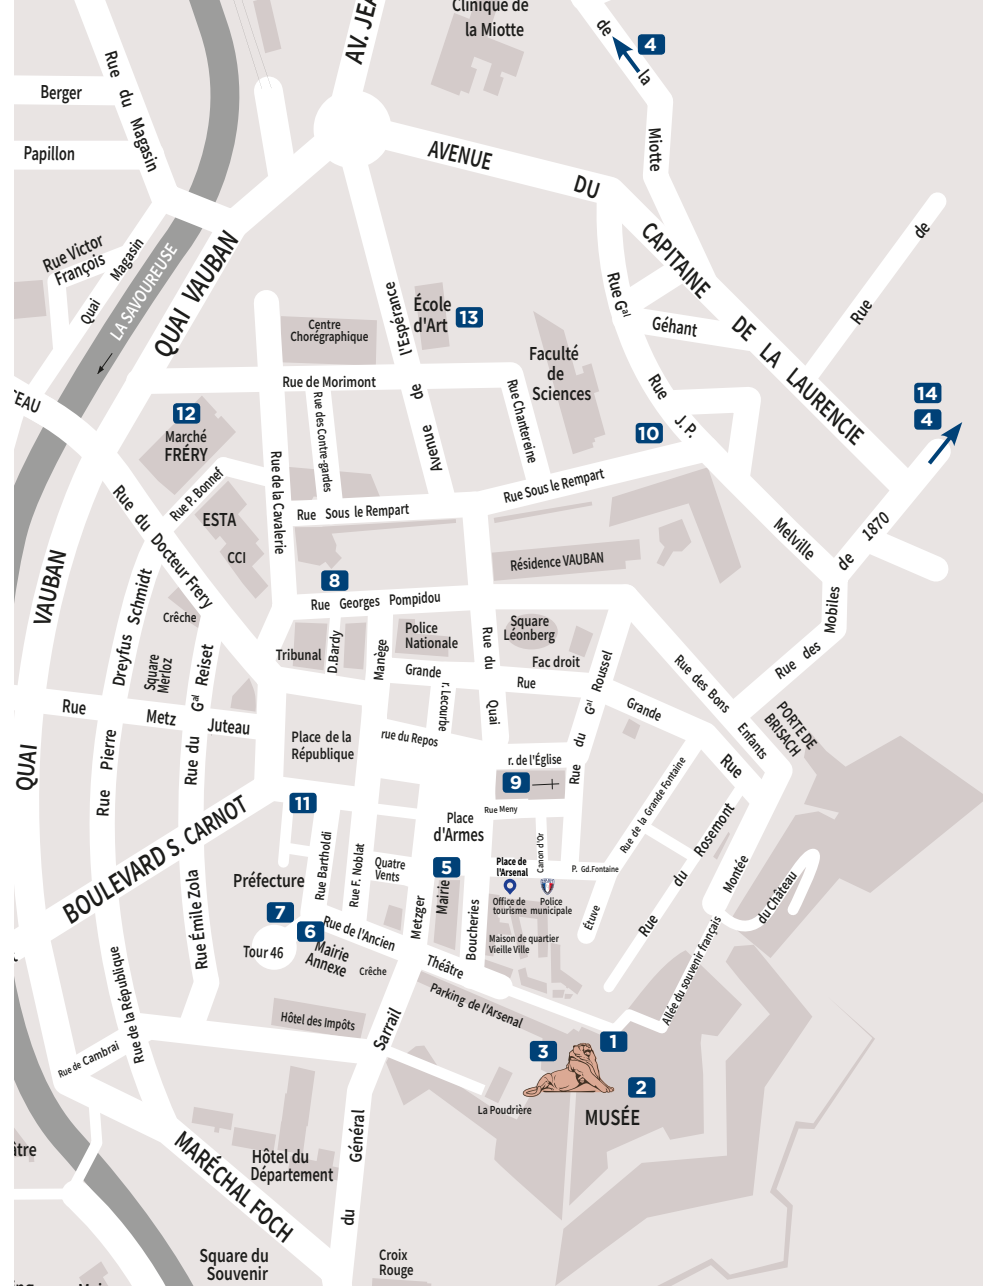 Clinique de
la Miotte
AV. JEA
de
4
la
Miotte
Rue du Magasin
Berger
Papillon
AVENUE DU CAPITAINE DE LA LAURENCIE
Rue Victor
François
Quai Magasin
LA SAVOUREUSE
QUAI VAUBAN
Rue de
Rue Gal
Géhant
École
d'Art
13
Centre
Chorégraphique
Avenue de l'Espérance
Faculté
de
Sciences
Rue de Morimont
Rue des Contre-gardes
Rue Chantereine
Rue J.P. Melville
10
14
4
EAU
12
Marché
FRÉRY
Rue P. Bonnef
Rue de la Cavalerie
Rue Sous le Rempart
Rue Sous le Rempart
ESTA
CCI
Rue du Docteur Frery
Résidence VAUBAN
Rue des Mobiles de 1870
QUAI VAUBAN
8
Rue Georges Pompidou
Crêche
Rue Pierre Dreyfus Schmidt
Square
Merloz
Rue du Gal Reiset
Tribunal
D.Bardy
Manège
Police
Nationale
Square
Léonberg
Rue du Quai
Fac droit
Grande Rue
Grande Rue
r. Lecourbe
Rue du Gal Roussel
Rue des Bons Enfants
PORTE DE
BRISACH
Rue Metz Juteau
Place de la
République
rue du Repos
r. de l'Église
9
Rue Meny
Rue de la Grande Fontaine
11
Place
d'Armes
Canon d'Or
Rue du Rosemont
Montée du Château
BOULEVARD S. CARNOT
Rue Bartholdi
Rue F. Noblat
Quatre
Vents
5
Mairie
Place de
l'Arsenal
P. Gd.Fontaine
Préfecture
Rue Émile Zola
Metzger
Boucheries
Office de
tourisme
Police
municipale
Étuve
7
6
Rue de l'Ancien Théâtre
Tour 46
Mairie
Annexe
Crêche
Maison de quartier
Vieille Ville
Allée du souvenir français
Parking de l'Arsenal
Rue de la République
Rue de Cambrai
Hôtel des Impôts
Sarrail
1
3
2
La Poudrière
MUSÉE
âtre
MARÉCHAL FOCH
Hôtel du
Département
du Général
Square du
Souvenir
Croix
Rouge